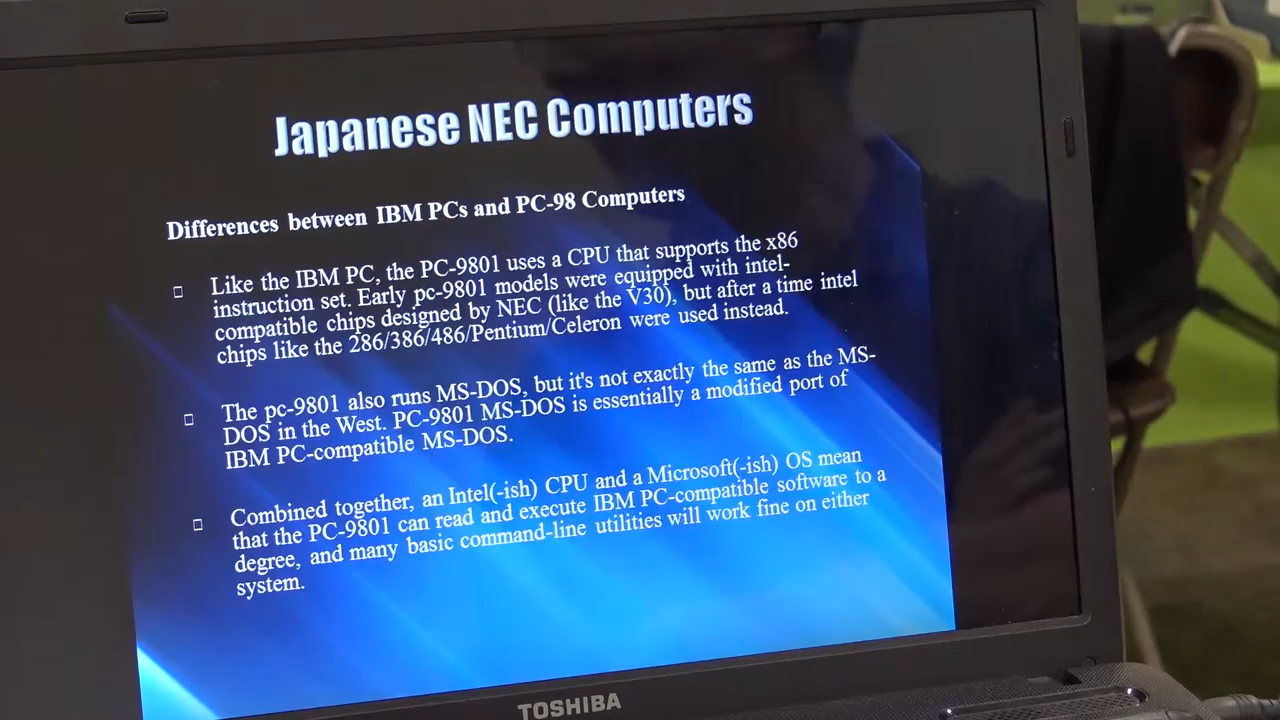 Japanese NEC Computers
Differences between IBM PCs and PC-98 Computers
Like the IBM PC, the PC-9801 uses a CPU that supports the x86
instruction set. Early pc-9801 models were equipped with intel-
compatible chips designed by NEC (like the V30), but after a time intel
chips like the 286/386/486/Pentium/Celeron were used instead.
The pc-9801 also runs MS-DOS, but it's not exactly the same as the MS-
DOS in the West. PC-9801 MS-DOS is essentially a modified port of
IBM PC-compatible MS-DOS.
Combined together, an Intel(-ish) CPU and a Microsoft(-ish) OS mean
that the PC-9801 can read and execute IBM PC-compatible software to a
degree, and many basic command-line utilities will work fine on either
system.
TOSHIBA